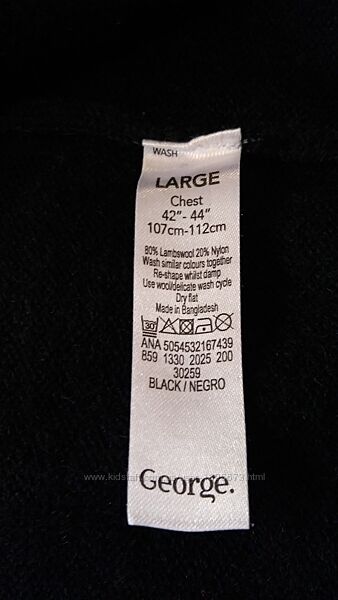 WASH
LARGE
Chest
42"- 44"
107cm-112cm
80% Lambswool 20% Nylon
Wash similar colours together
Re-shape whilst damp
Use wool/delicate wash cycle
Dry flat
Made in Bangladesh
30
ANA 5054532167439
859 1330 2025 200
30259
BLACK / NEGRO
George.